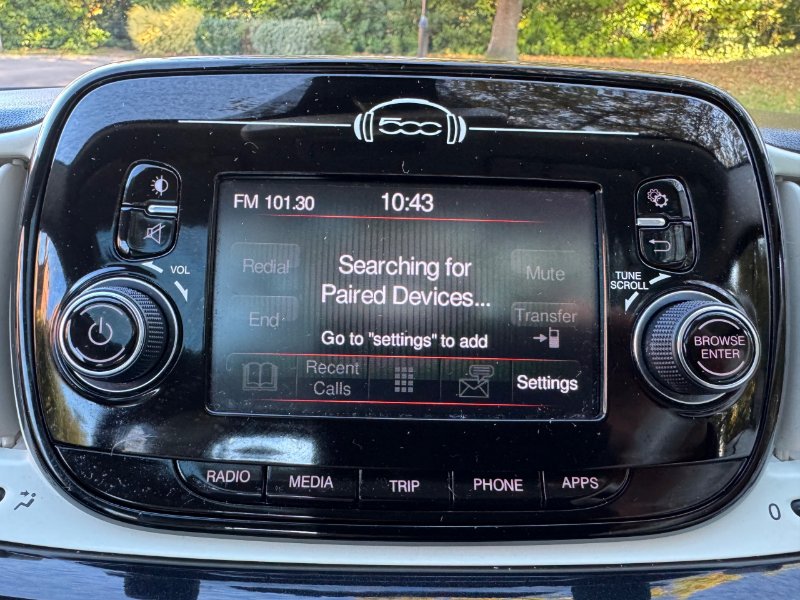 500
FM 101.30 10:43
VOL
TUNE
SCROLL
Redial
Searching for
Paired Devices...
Mute
End
Go to "settings" to add
Transfer
Recent
Calls
Settings
BROWSE
ENTER
RADIO
MEDIA
TRIP
PHONE
APPS
0